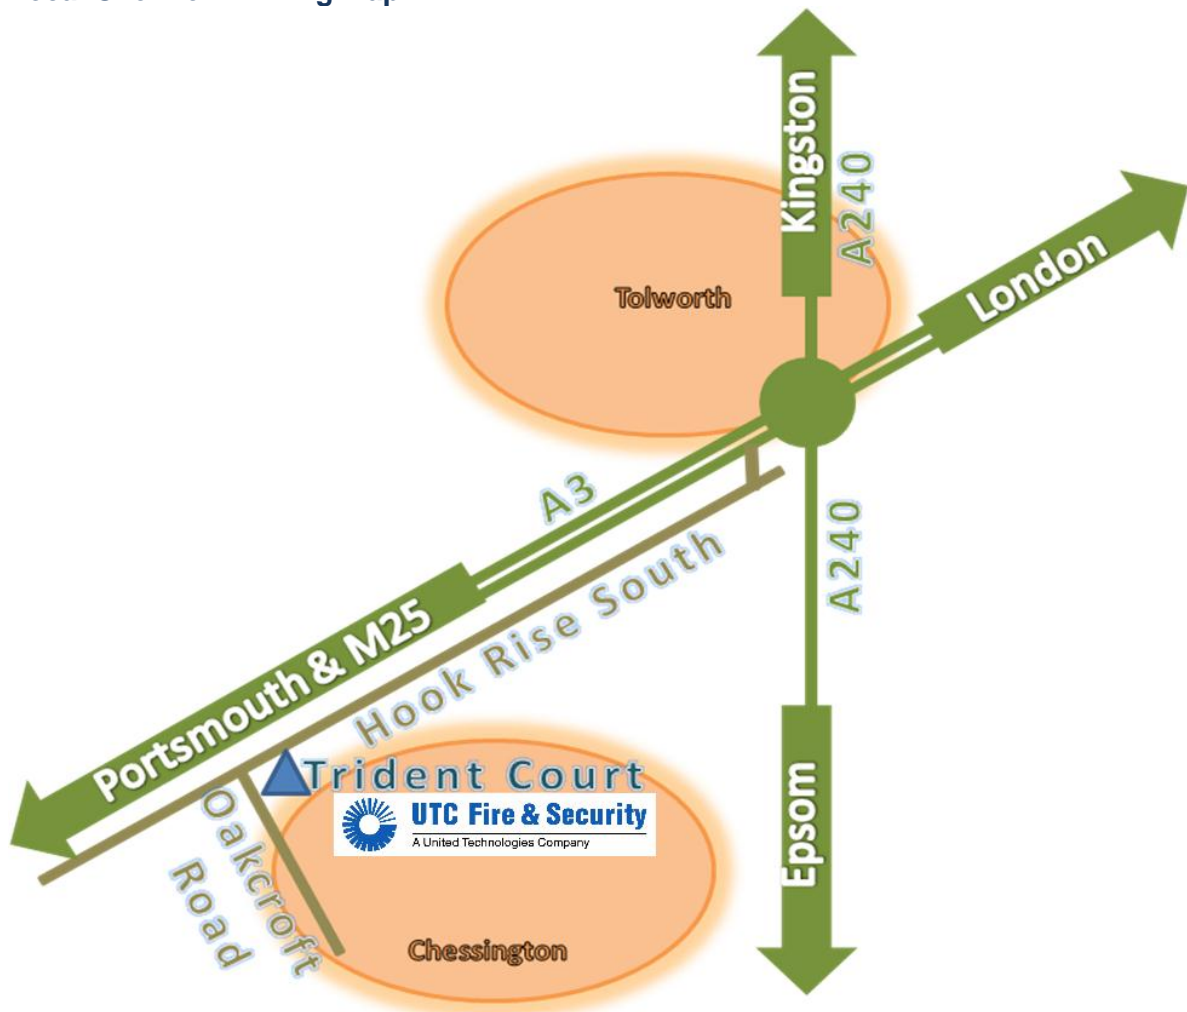 Kingston
A240
London
Tolworth
A3
A240
Hook Rise South
Portsmouth & M25
Trident Court
UTC Fire & Security
A United Technologies Company
Oakcroft
Road
Epsom
Chessington